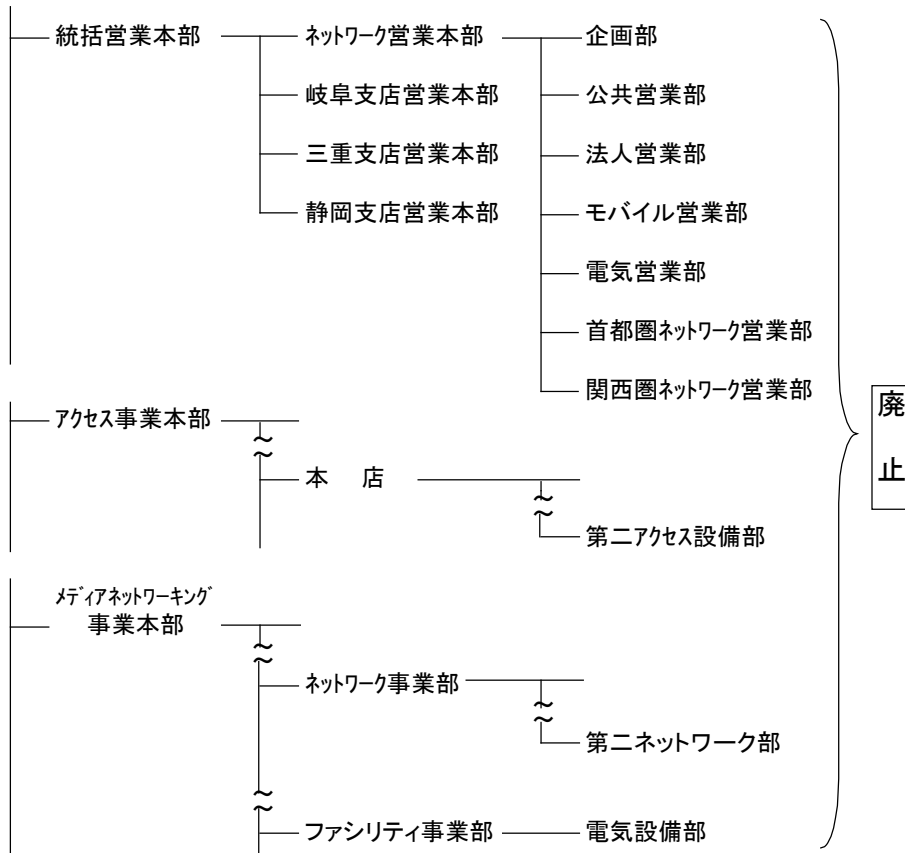 統括営業本部 ネットワーク営業本部 企画部
岐阜支店営業本部 公共営業部
三重支店営業本部 法人営業部
静岡支店営業本部 モバイル営業部
電気営業部
首都圏ネットワーク営業部
関西圏ネットワーク営業部
アクセス事業本部
本 店
第二アクセス設備部
メディアネットワーキング
事業本部
ネットワーク事業部
第二ネットワーク部
ファシリティ事業部 電気設備部
廃
止